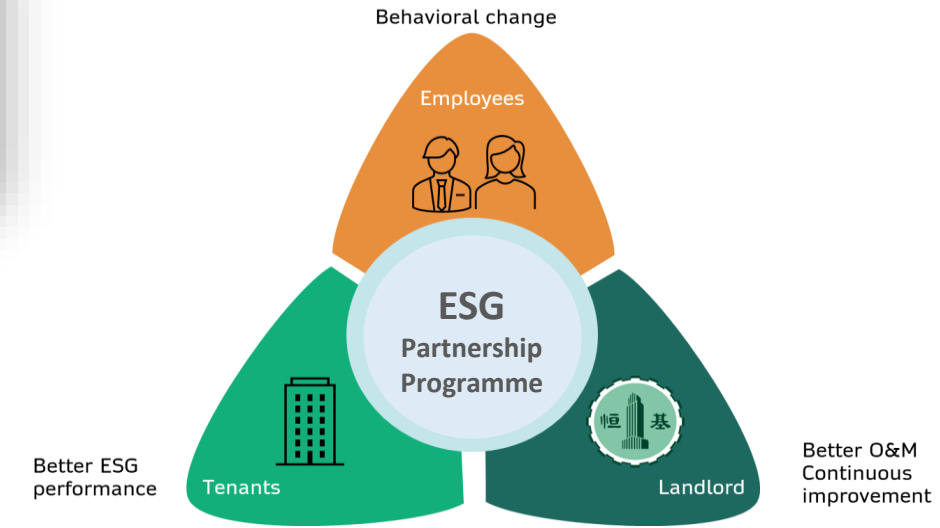 Behavioral change
Employees
ESG
Partnership
Programme
恒 基
Better ESG
performance
Tenants
Landlord
Better O&M
Continuous
improvement